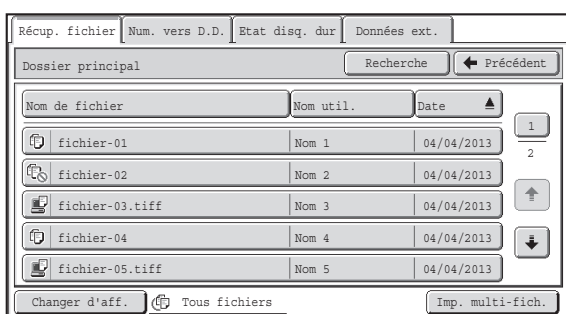 Récup. fichier Num. vers D.D. Etat disq. dur Données ext.
Dossier principal Recherche Précédent
Nom de fichier Nom util. Date
fichier-01 Nom 1 04/04/2013
1
2
fichier-02 Nom 2 04/04/2013
fichier-03.tiff Nom 3 04/04/2013
fichier-04 Nom 4 04/04/2013
fichier-05.tiff Nom 5 04/04/2013
Changer d'aff. Tous fichiers Imp. multi-fich.